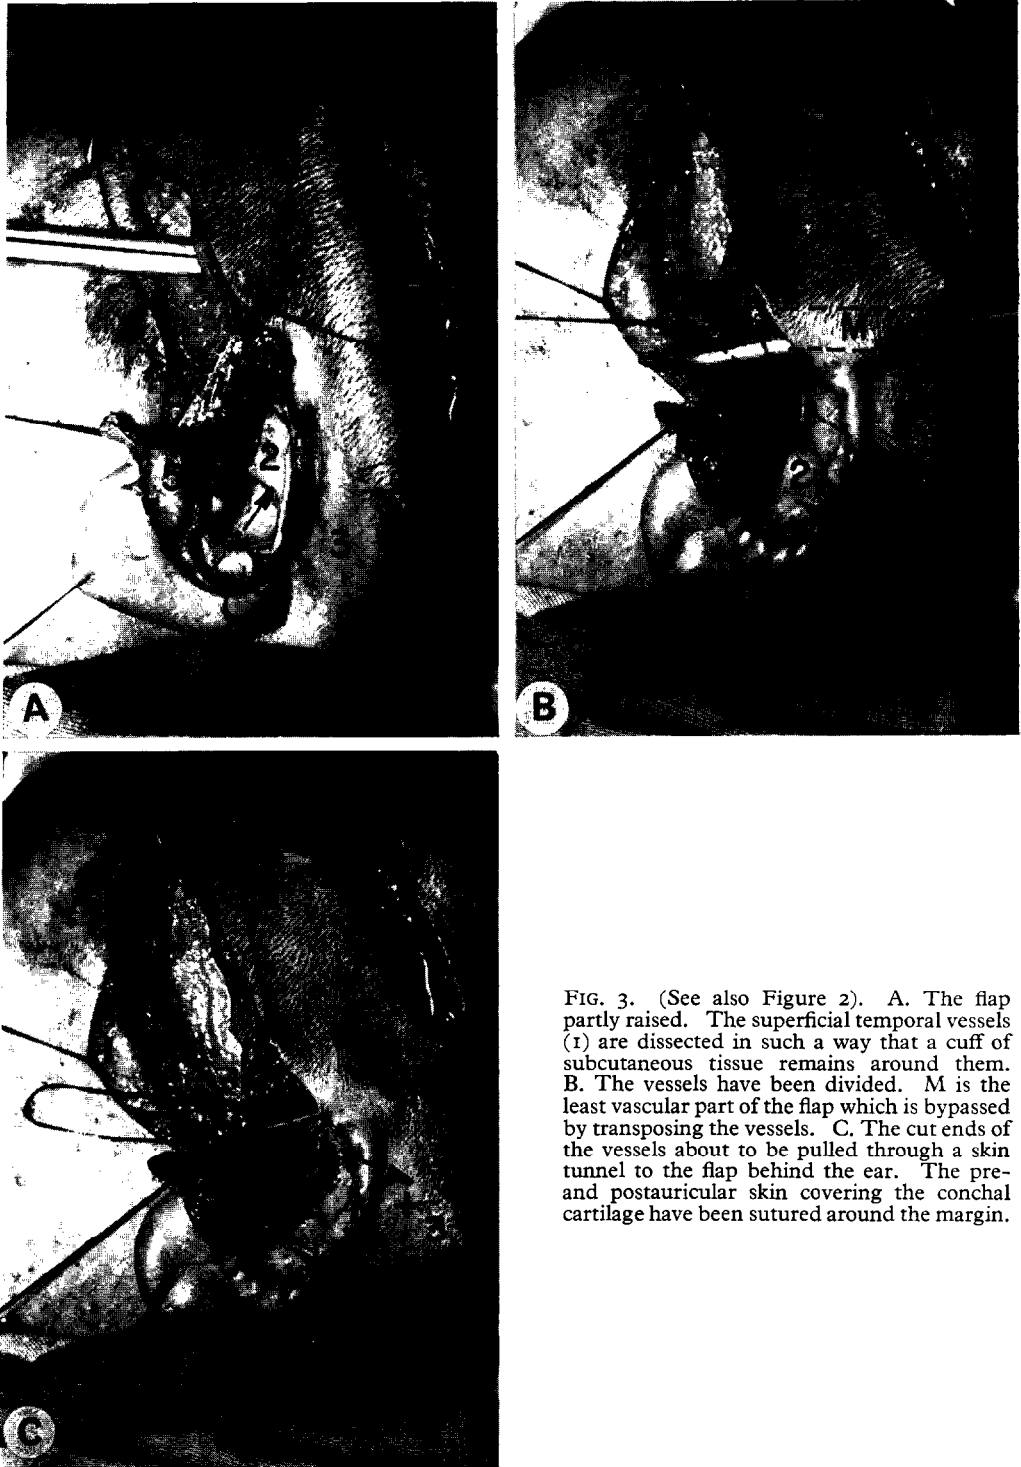 2
3
A
M
2
B
C
FIG. 3. (See also Figure 2). A. The flap
partly raised. The superficial temporal vessels
(1) are dissected in such a way that a cuff of
subcutaneous tissue remains around them.
B. The vessels have been divided. M is the
least vascular part of the flap which is bypassed
by transposing the vessels. C. The cut ends of
the vessels about to be pulled through a skin
tunnel to the flap behind the ear. The pre-
and postauricular skin covering the conchal
cartilage have been sutured around the margin.